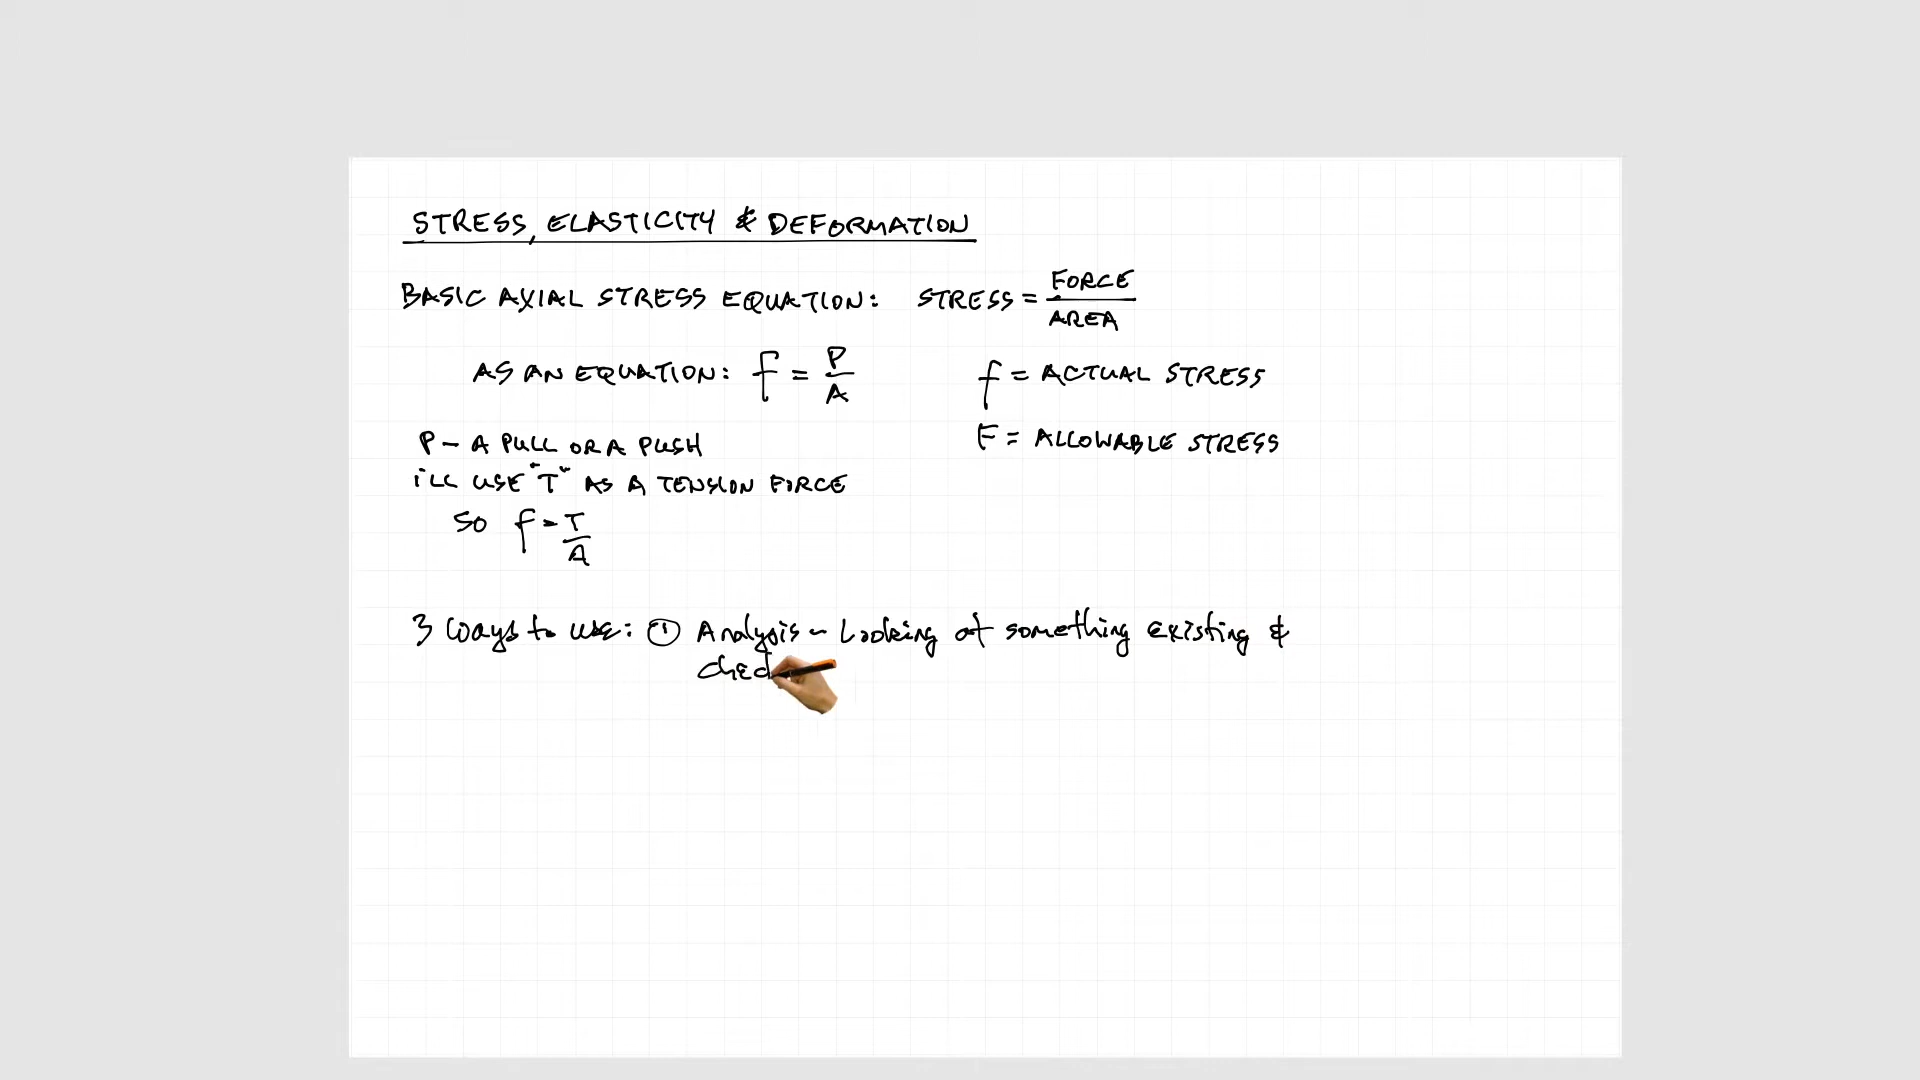 STRESS, ELASTICITY & DEFORMATION
BASIC AXIAL STRESS EQUATION: STRESS = FORCE / AREA
AS AN EQUATION: f = P / A
f = ACTUAL STRESS
F = ALLOWABLE STRESS
P - A PULL OR A PUSH
I'LL USE "T" AS A TENSION FORCE
SO f = T / A
3 ways to use: ① Analysis - Looking at something existing &
chec